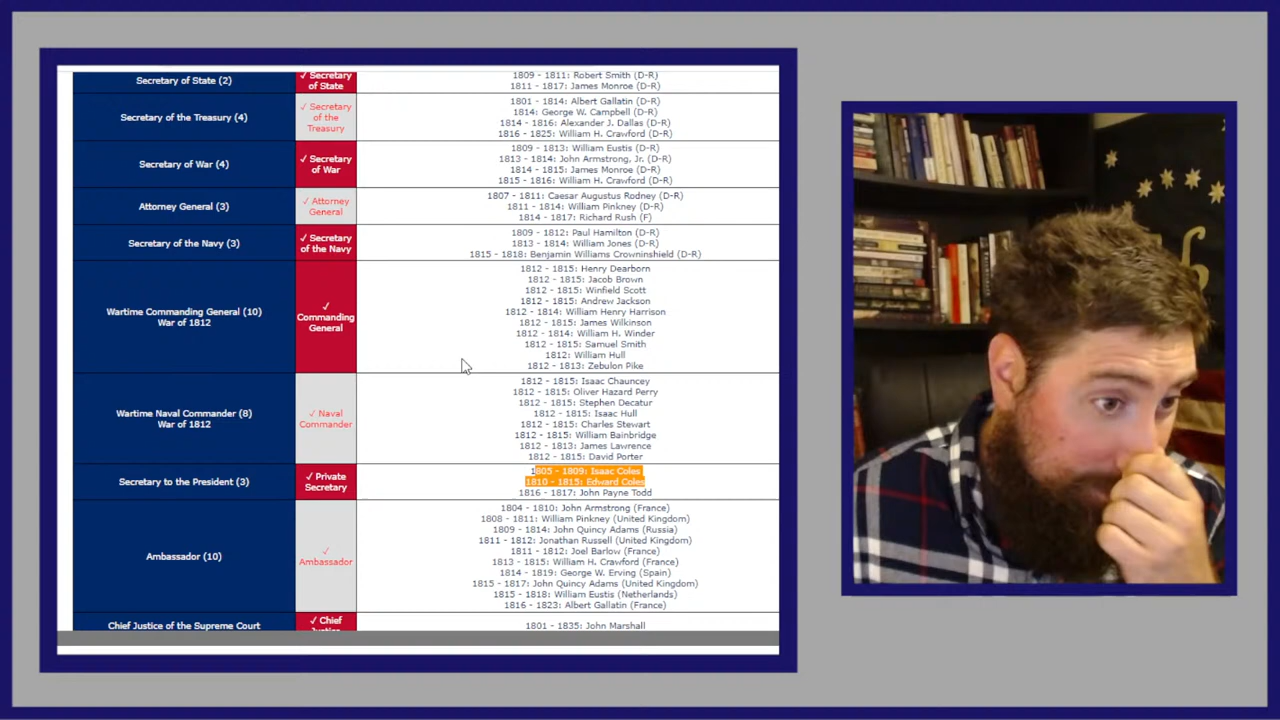 Secretary of State (2)
✓ Secretary
of State
1809 - 1811: Robert Smith (D-R)
1811 - 1817: James Monroe (D-R)
Secretary of the Treasury (4)
✓ Secretary
of the
Treasury
1801 - 1814: Albert Gallatin (D-R)
1814: George W. Campbell (D-R)
1814 - 1816: Alexander J. Dallas (D-R)
1816 - 1825: William H. Crawford (D-R)
Secretary of War (4)
✓ Secretary
of War
1809 - 1813: William Eustis (D-R)
1813 - 1814: John Armstrong, Jr. (D-R)
1814 - 1815: James Monroe (D-R)
1815 - 1816: William H. Crawford (D-R)
Attorney General (3)
✓ Attorney
General
1807 - 1811: Caesar Augustus Rodney (D-R)
1811 - 1814: William Pinkney (D-R)
1814 - 1817: Richard Rush (F)
Secretary of the Navy (3)
✓ Secretary
of the Navy
1809 - 1812: Paul Hamilton (D-R)
1813 - 1814: William Jones (D-R)
1815 - 1818: Benjamin Williams Crowninshield (D-R)
Wartime Commanding General (10)
War of 1812
✓
Commanding
General
1812 - 1815: Henry Dearborn
1812 - 1815: Jacob Brown
1812 - 1815: Winfield Scott
1812 - 1815: Andrew Jackson
1812 - 1814: William Henry Harrison
1812 - 1815: James Wilkinson
1812 - 1814: William H. Winder
1812 - 1815: Samuel Smith
1812: William Hull
1812 - 1813: Zebulon Pike
Wartime Naval Commander (8)
War of 1812
✓ Naval
Commander
1812 - 1815: Isaac Chauncey
1812 - 1815: Oliver Hazard Perry
1812 - 1815: Stephen Decatur
1812 - 1815: Isaac Hull
1812 - 1815: Charles Stewart
1812 - 1815: William Bainbridge
1812 - 1813: James Lawrence
1812 - 1815: David Porter
Secretary to the President (3)
✓ Private
Secretary
1805 - 1809: Isaac Coles
1810 - 1815: Edward Coles
1816 - 1817: John Payne Todd
Ambassador (10)
✓
Ambassador
1804 - 1810: John Armstrong (France)
1808 - 1811: William Pinkney (United Kingdom)
1809 - 1814: John Quincy Adams (Russia)
1811 - 1812: Jonathan Russell (United Kingdom)
1811 - 1812: Joel Barlow (France)
1813 - 1815: William H. Crawford (France)
1814 - 1819: George W. Erving (Spain)
1815 - 1817: John Quincy Adams (United Kingdom)
1815 - 1818: William Eustis (Netherlands)
1816 - 1823: Albert Gallatin (France)
Chief Justice of the Supreme Court
✓ Chief
1801 - 1835: John Marshall